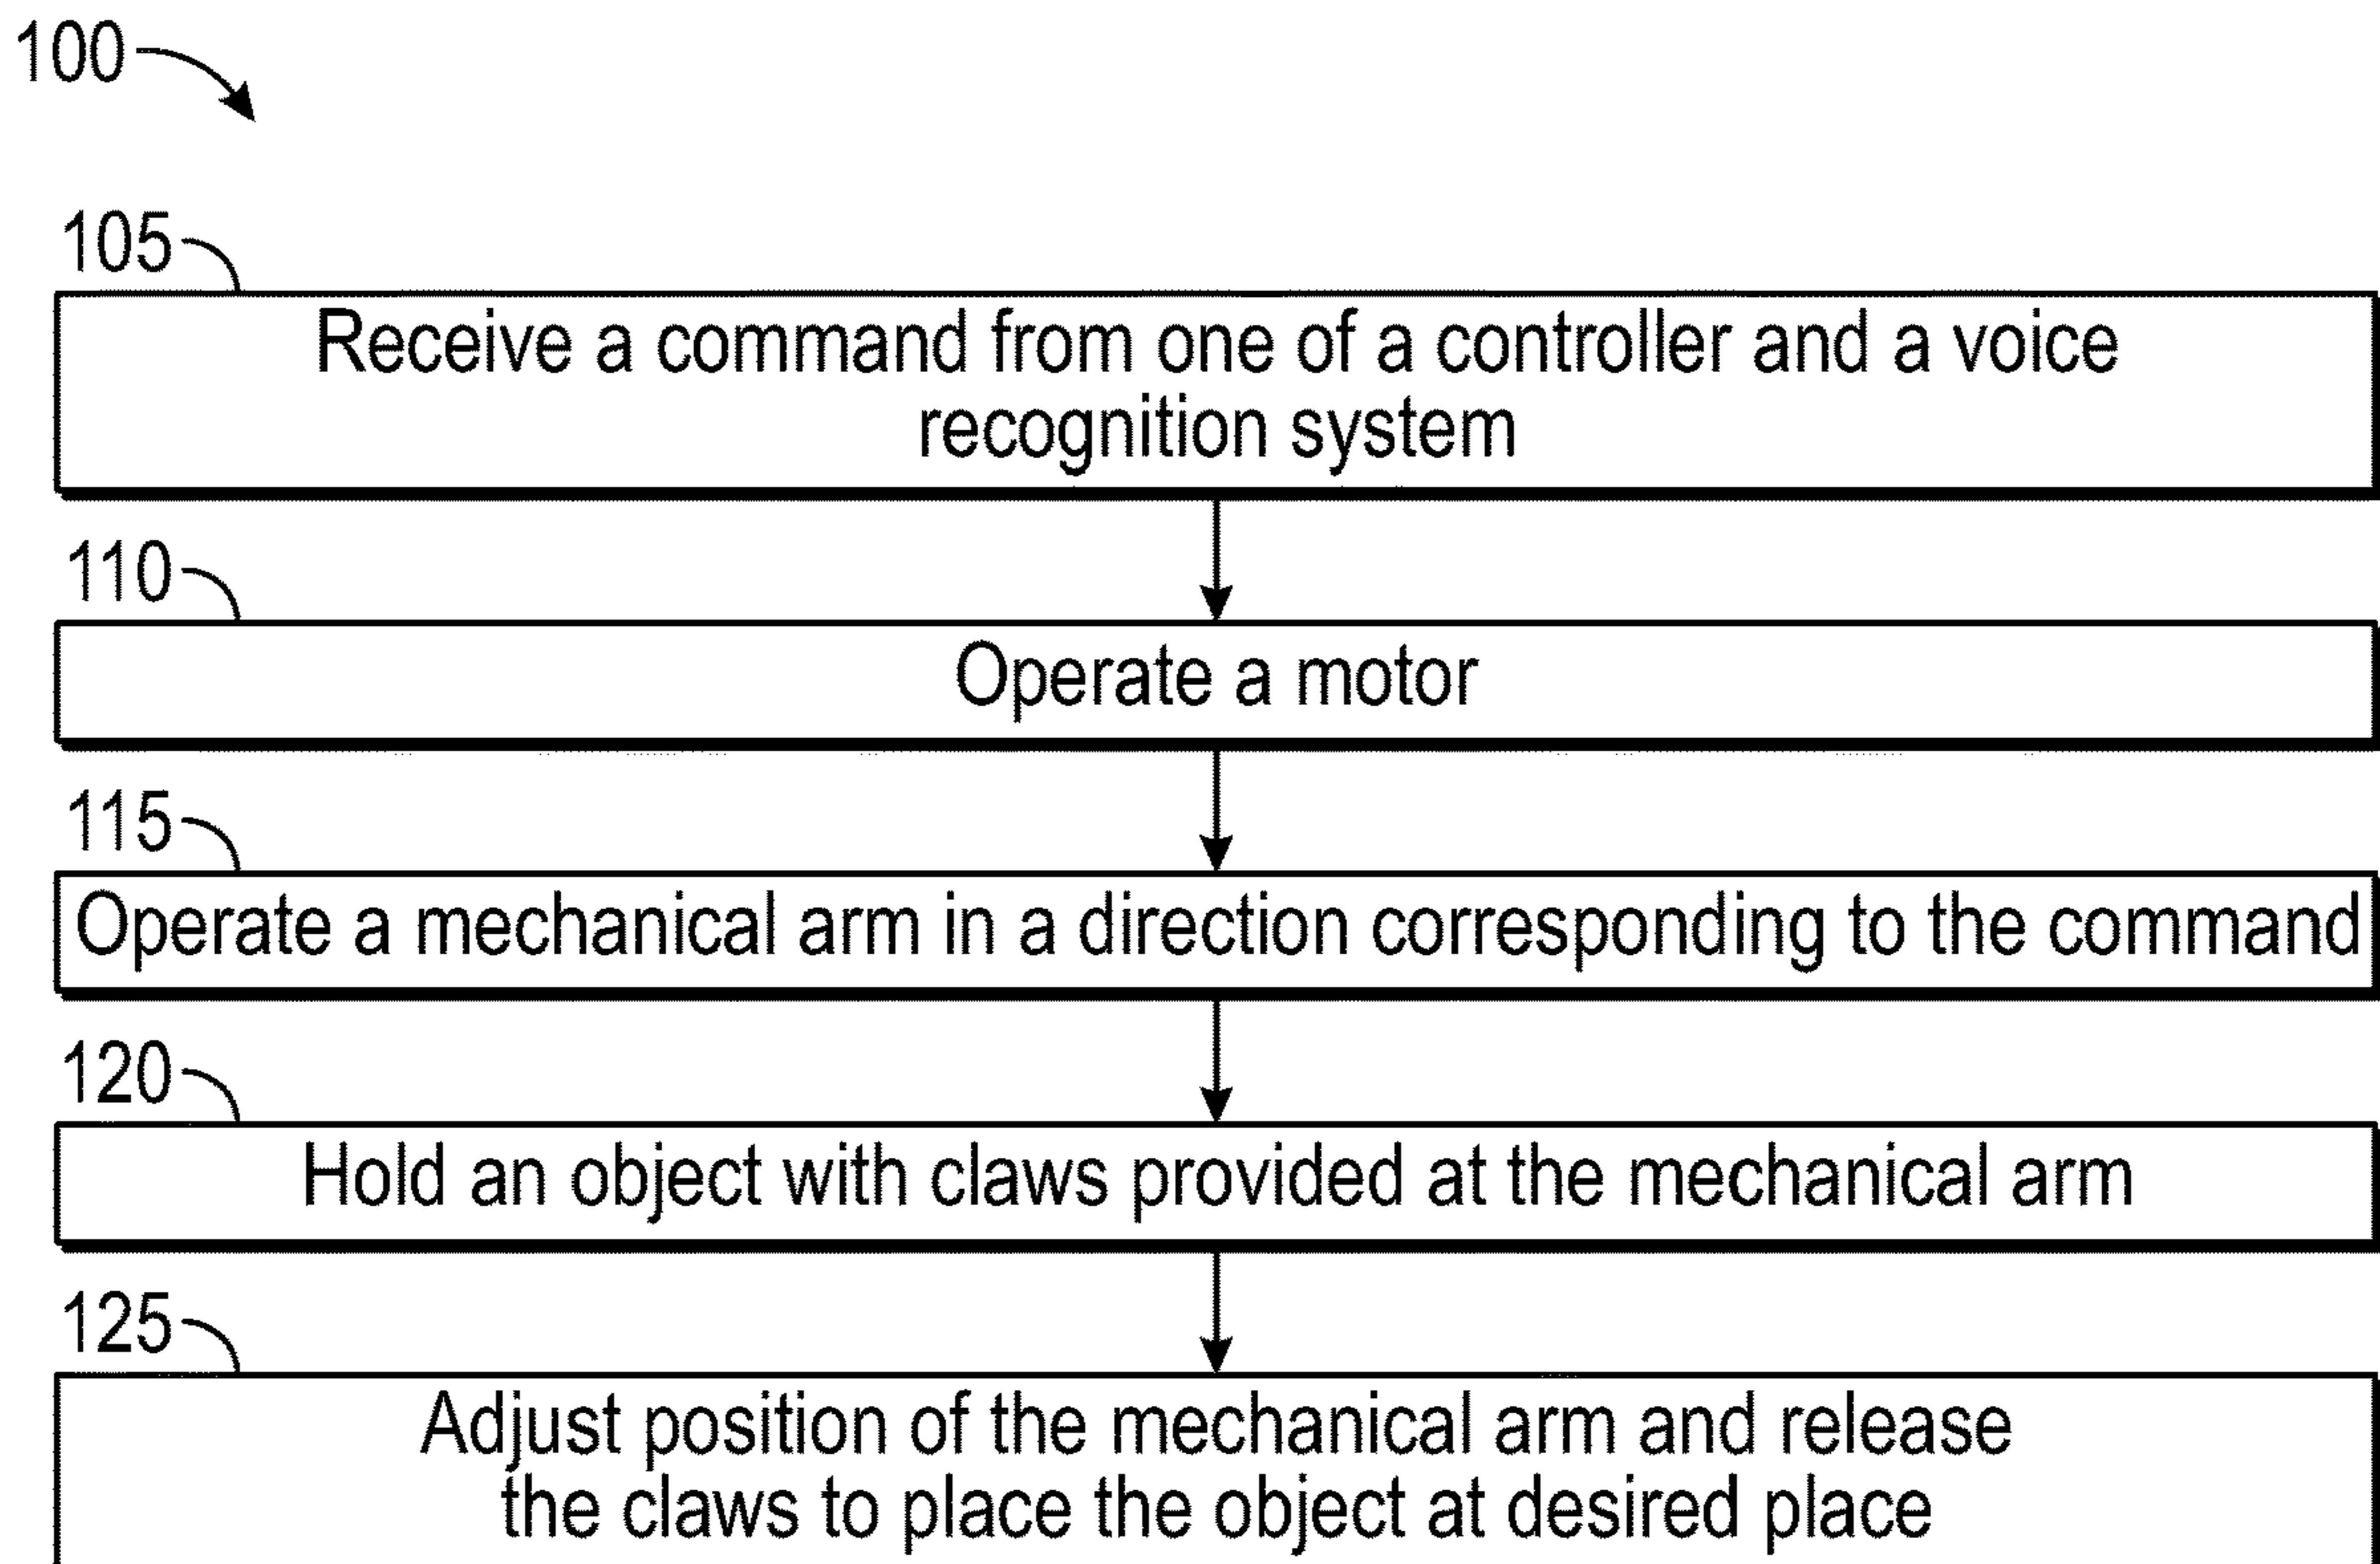 100
105
Receive a command from one of a controller and a voice
recognition system
110
Operate a motor
115
Operate a mechanical arm in a direction corresponding to the command
120
Hold an object with claws provided at the mechanical arm
125
Adjust position of the mechanical arm and release
the claws to place the object at desired place